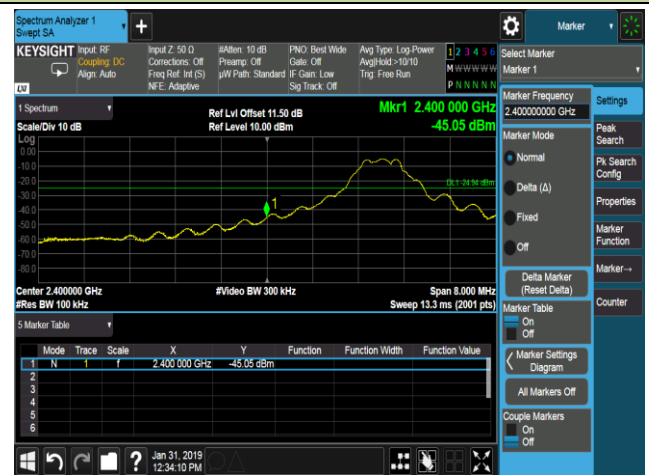 Spectrum Analyzer 1
Swept SA
Marker
KEYSIGHT
Input: RF
Coupling: DC
Align: Auto
Input Z: 50 Ω
Corrections: Off
Freq Ref: Int (S)
NFE: Adaptive
#Atten: 10 dB
Preamp: Off
µW Path: Standard
PNO: Best Wide
Gate: Off
IF Gain: Low
Sig Track: Off
Avg Type: Log-Power
Avg|Hold:>10/10
Trig: Free Run
1 2 3 4 5 6
M W W W W W
P N N N N N
LXI
Select Marker
Marker 1
1 Spectrum
Scale/Div 10 dB
Ref Lvl Offset 11.50 dB
Ref Level 10.00 dBm
Mkr1 2.400 000 GHz
-45.05 dBm
Log
0.00
-10.0
-20.0
-30.0
-40.0
-50.0
-60.0
-70.0
-80.0
DL1 -24.94 dBm
1
Center 2.400000 GHz
#Res BW 100 kHz
#Video BW 300 kHz
Span 8.000 MHz
Sweep 13.3 ms (2001 pts)
5 Marker Table
Mode Trace Scale X Y Function Function Width Function Value
1 N 1 f 2.400 000 GHz -45.05 dBm
2
3
4
5
6
Marker Frequency
2.400000000 GHz
Marker Mode
Normal
Delta (Δ)
Fixed
Off
Delta Marker
(Reset Delta)
Marker Table
On
Off
Marker Settings
Diagram
All Markers Off
Couple Markers
On
Off
Settings
Peak
Search
Pk Search
Config
Properties
Marker
Function
Marker→
Counter
?
Jan 31, 2019
12:34:10 PM